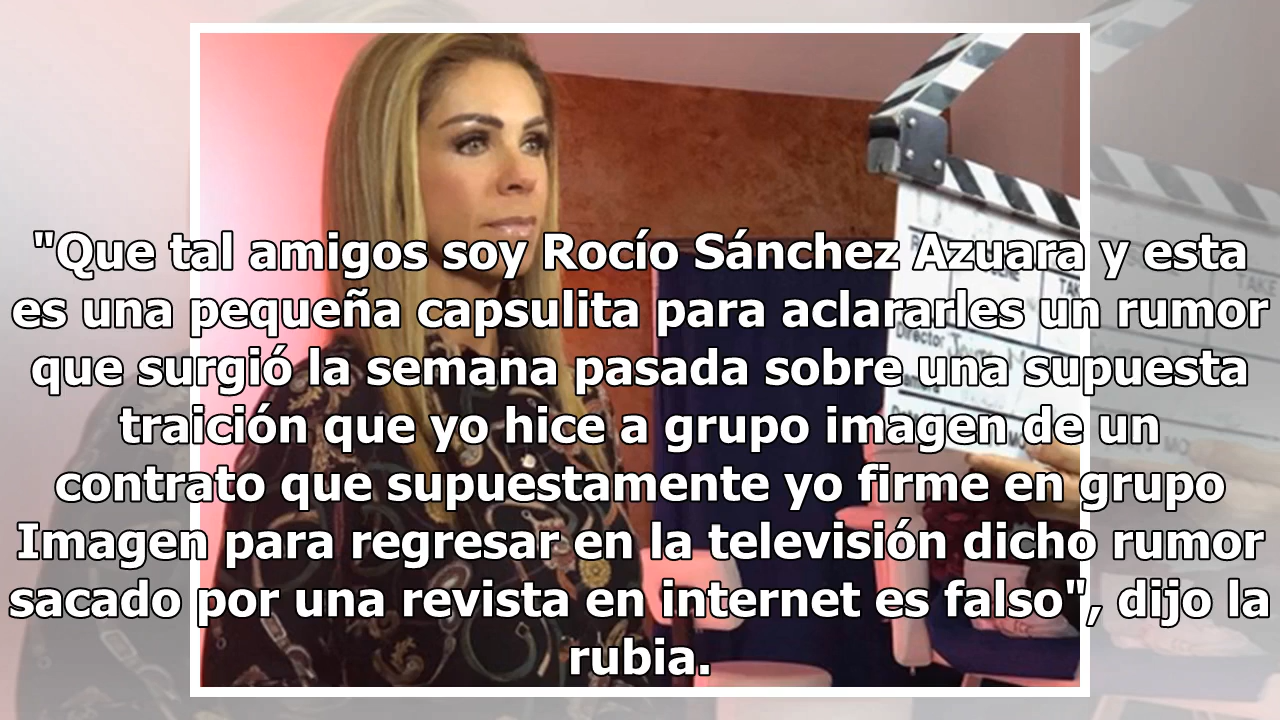 "Que tal amigos soy Rocío Sánchez Azuara y esta
es una pequeña capsulita para aclararles un rumor
que surgió la semana pasada sobre una supuesta
traición que yo hice a grupo imagen de un
contrato que supuestamente yo firme en grupo
Imagen para regresar en la televisión dicho rumor
sacado por una revista en internet es falso", dijo la
rubia.
Director
TAKE